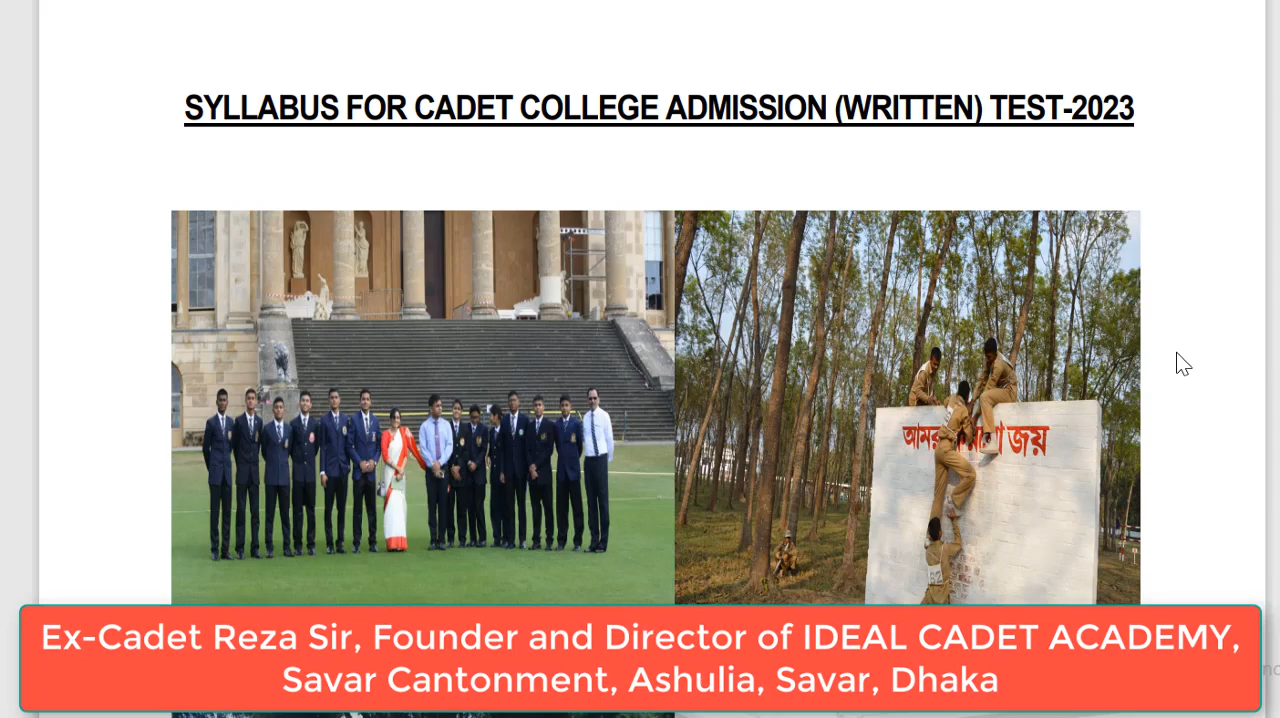 SYLLABUS FOR CADET COLLEGE ADMISSION (WRITTEN) TEST-2023
জয়
Ex-Cadet Reza Sir, Founder and Director of IDEAL CADET ACADEMY,
Savar Cantonment, Ashulia, Savar, Dhaka